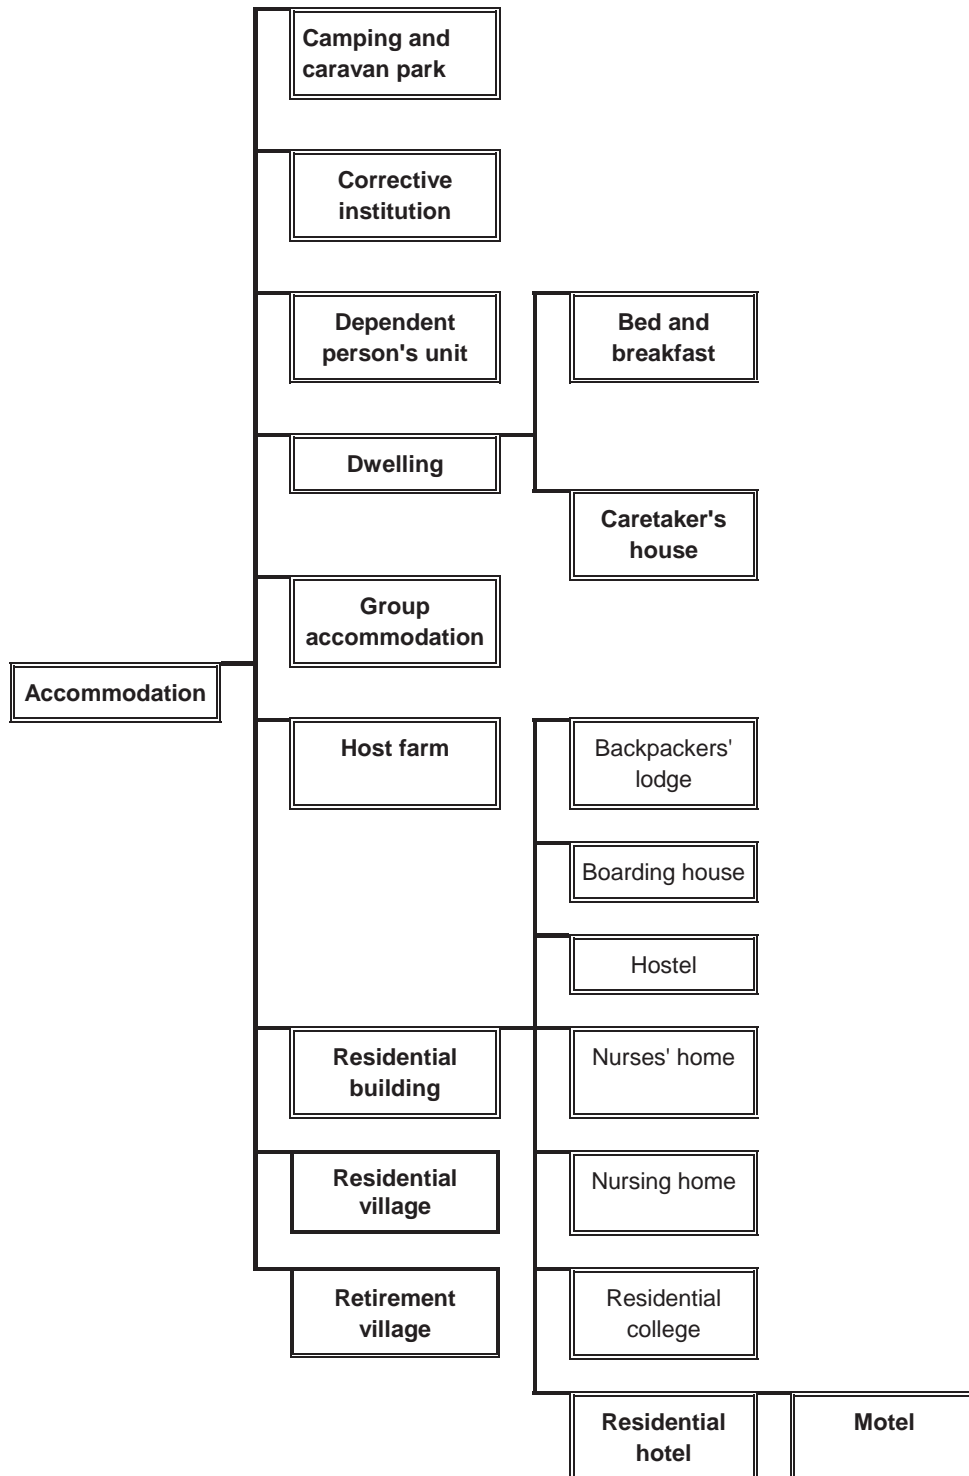 Camping and
caravan park
Corrective
institution
Dependent
person's unit
Bed and
breakfast
Dwelling
Caretaker's
house
Group
accommodation
Accommodation
Host farm
Backpackers'
lodge
Boarding house
Hostel
Residential
building
Nurses' home
Residential
village
Nursing home
Retirement
village
Residential
college
Residential
hotel
Motel